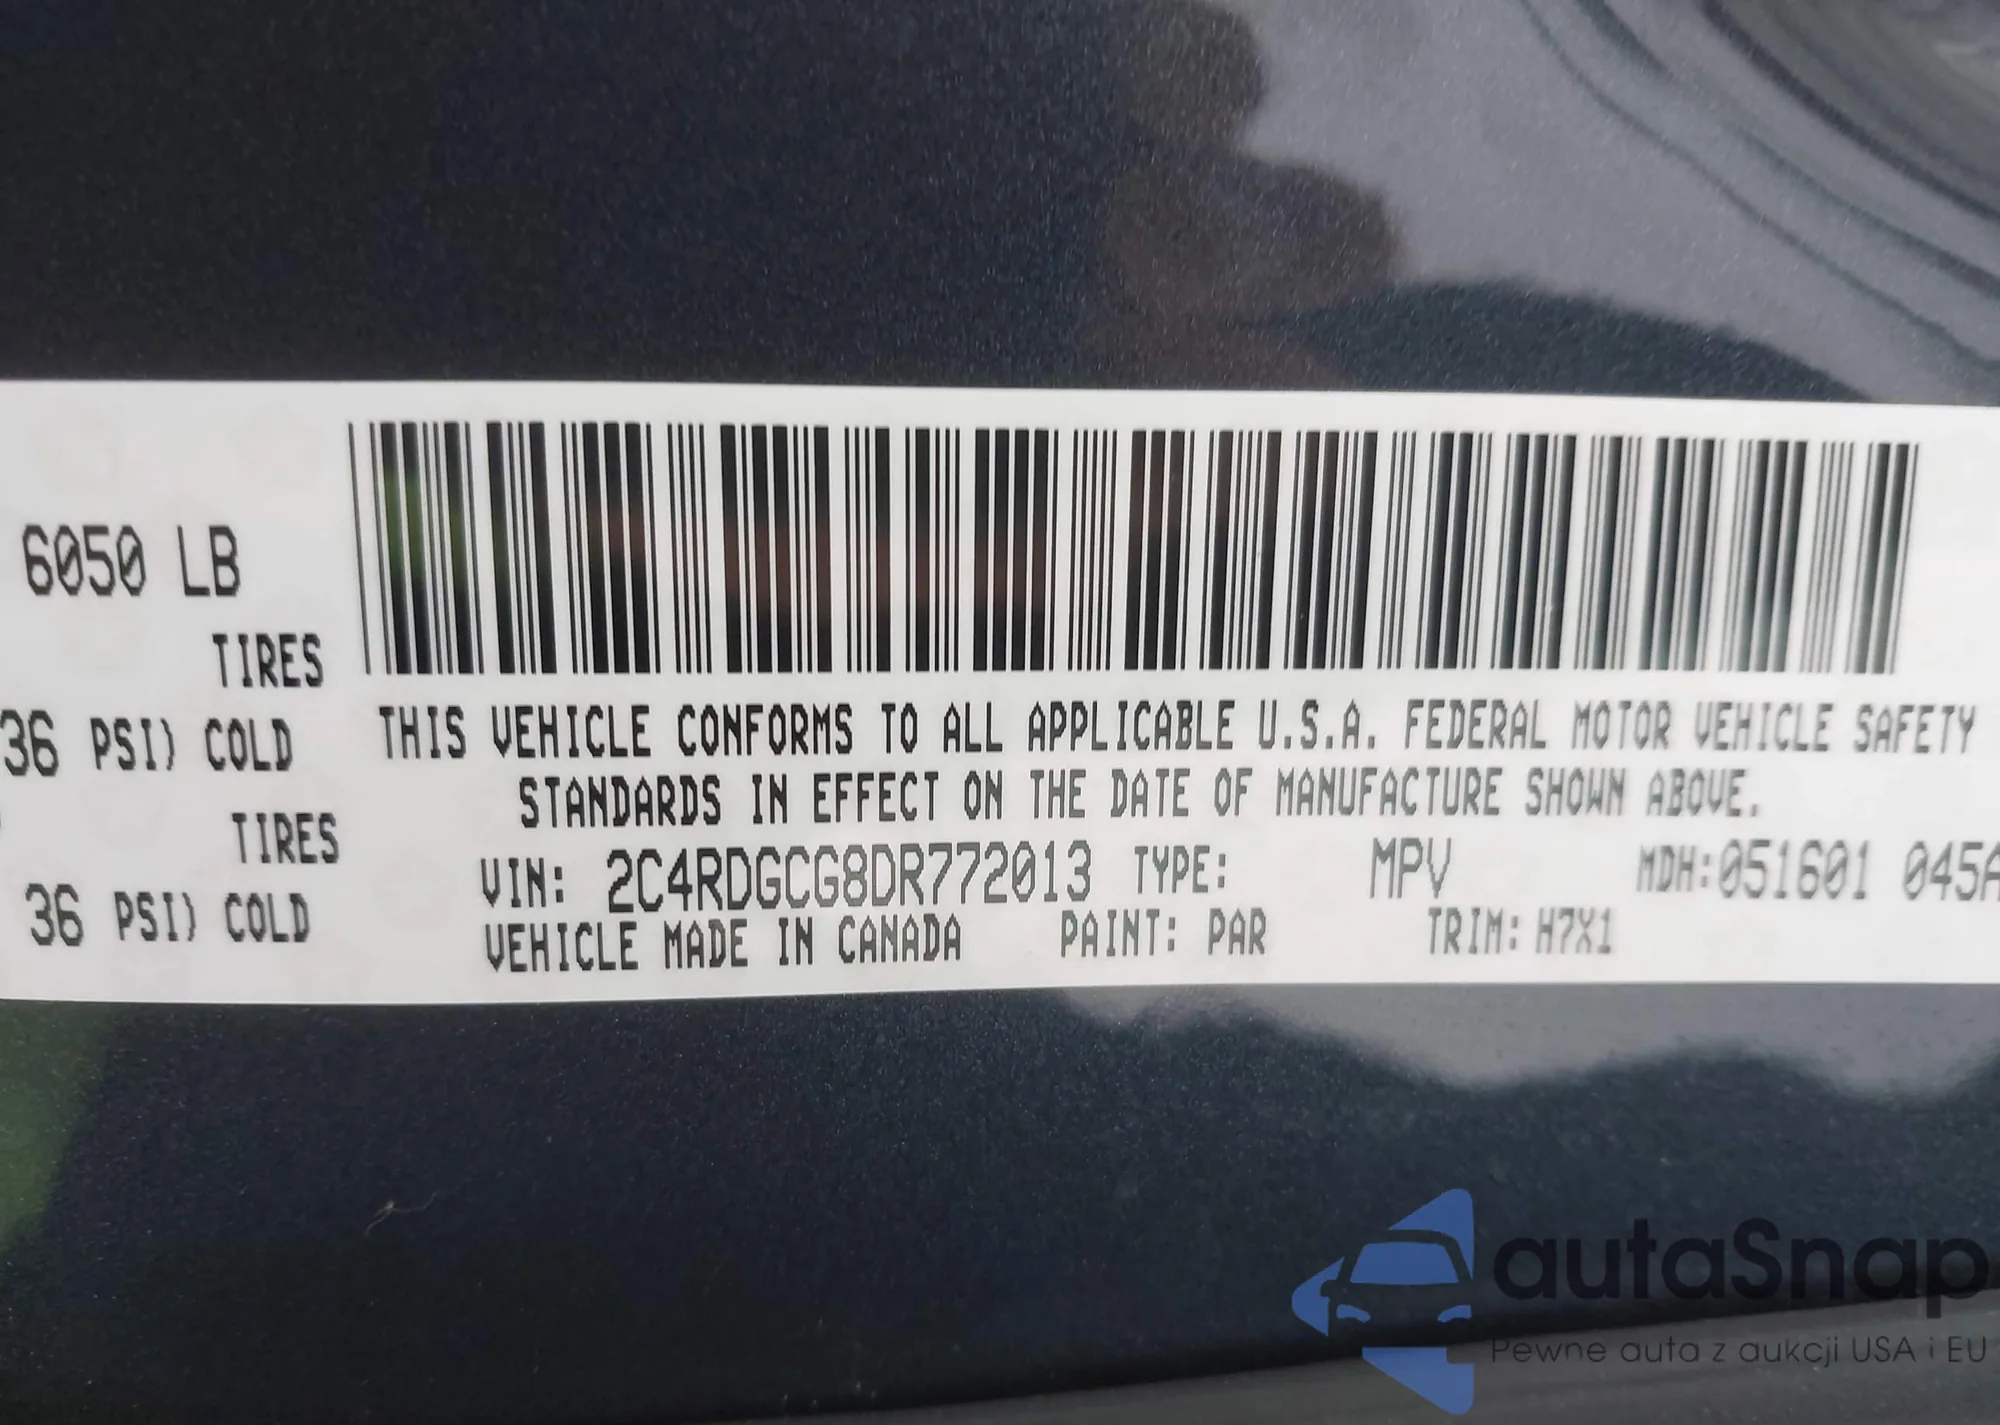 6050 LB
TIRES
36 PSI) COLD
THIS VEHICLE CONFORMS TO ALL APPLICABLE U.S.A. FEDERAL MOTOR VEHICLE SAFETY
STANDARDS IN EFFECT ON THE DATE OF MANUFACTURE SHOWN ABOVE.
TIRES
VIN: 2C4RDGCG8DR772013 TYPE: MPV MDH:051601 045A
36 PSI) COLD
VEHICLE MADE IN CANADA PAINT: PAR TRIM: H7X1
autaSnap
Pewne auta z aukcji USA i EU